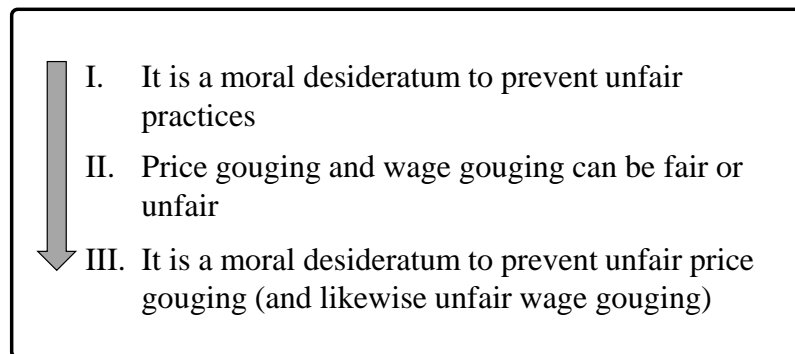 I. It is a moral desideratum to prevent unfair
practices
II. Price gouging and wage gouging can be fair or
unfair
III. It is a moral desideratum to prevent unfair price
gouging (and likewise unfair wage gouging)